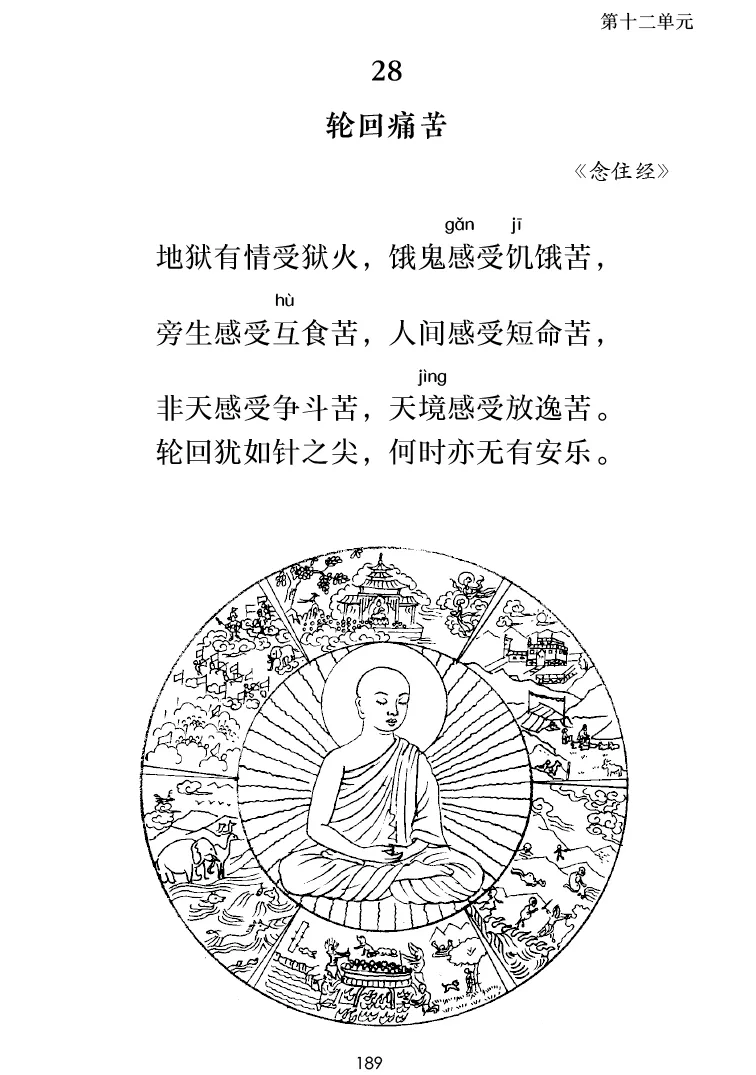 第十二单元
28
轮回痛苦
《念住经》
gǎn jī
地狱有情受狱火，饿鬼感受饥饿苦，
hù
旁生感受互食苦，人间感受短命苦，
jìng
非天感受争斗苦，天境感受放逸苦。
轮回犹如针之尖，何时亦无有安乐。
189